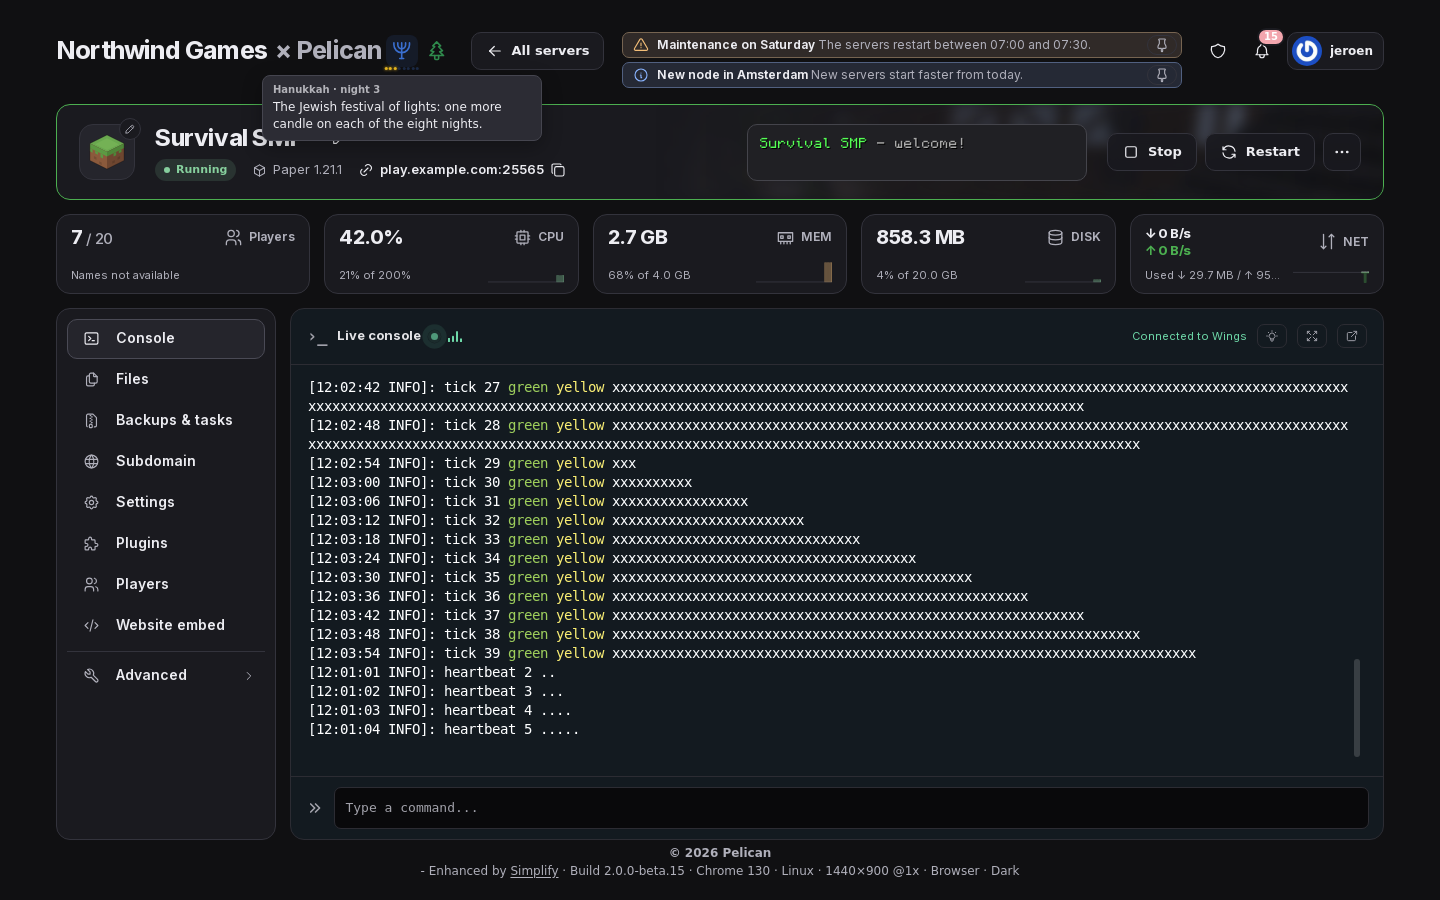 Northwind Games × Pelican
All servers
Maintenance on Saturday The servers restart between 07:00 and 07:30.
New node in Amsterdam New servers start faster from today.
15
jeroen
Hanukkah · night 3
The Jewish festival of lights: one more
candle on each of the eight nights.
Survival SMP
Running
Paper 1.21.1
play.example.com:25565
Survival SMP - welcome!
Stop
Restart
7 / 20
Players
Names not available
42.0%
CPU
21% of 200%
2.7 GB
MEM
68% of 4.0 GB
858.3 MB
DISK
4% of 20.0 GB
↓ 0 B/s
↑ 0 B/s
NET
Used ↓ 29.7 MB / ↑ 95...
Console
Files
Backups & tasks
Subdomain
Settings
Plugins
Players
Website embed
Advanced
Live console
Connected to Wings
[12:02:42 INFO]: tick 27 green yellow xxxxxxxxxxxxxxxxxxxxxxxxxxxxxxxxxxxxxxxxxxxxxxxxxxxxxxxxxxxxxxxxxxxxxxxxxxxxxxxxxxxxxxxxxxxx
xxxxxxxxxxxxxxxxxxxxxxxxxxxxxxxxxxxxxxxxxxxxxxxxxxxxxxxxxxxxxxxxxxxxxxxxxxxxxxxxxxxxxxxxxxxxxxxxx
[12:02:48 INFO]: tick 28 green yellow xxxxxxxxxxxxxxxxxxxxxxxxxxxxxxxxxxxxxxxxxxxxxxxxxxxxxxxxxxxxxxxxxxxxxxxxxxxxxxxxxxxxxxxxxxxx
xxxxxxxxxxxxxxxxxxxxxxxxxxxxxxxxxxxxxxxxxxxxxxxxxxxxxxxxxxxxxxxxxxxxxxxxxxxxxxxxxxxxxxxxxxxxxxxxxxxxxxxx
[12:02:54 INFO]: tick 29 green yellow xxx
[12:03:00 INFO]: tick 30 green yellow xxxxxxxxxx
[12:03:06 INFO]: tick 31 green yellow xxxxxxxxxxxxxxxxx
[12:03:12 INFO]: tick 32 green yellow xxxxxxxxxxxxxxxxxxxxxxxx
[12:03:18 INFO]: tick 33 green yellow xxxxxxxxxxxxxxxxxxxxxxxxxxxxxxx
[12:03:24 INFO]: tick 34 green yellow xxxxxxxxxxxxxxxxxxxxxxxxxxxxxxxxxxxxxx
[12:03:30 INFO]: tick 35 green yellow xxxxxxxxxxxxxxxxxxxxxxxxxxxxxxxxxxxxxxxxxxxxx
[12:03:36 INFO]: tick 36 green yellow xxxxxxxxxxxxxxxxxxxxxxxxxxxxxxxxxxxxxxxxxxxxxxxxxxxx
[12:03:42 INFO]: tick 37 green yellow xxxxxxxxxxxxxxxxxxxxxxxxxxxxxxxxxxxxxxxxxxxxxxxxxxxxxxxxxxx
[12:03:48 INFO]: tick 38 green yellow xxxxxxxxxxxxxxxxxxxxxxxxxxxxxxxxxxxxxxxxxxxxxxxxxxxxxxxxxxxxxxxxxx
[12:03:54 INFO]: tick 39 green yellow xxxxxxxxxxxxxxxxxxxxxxxxxxxxxxxxxxxxxxxxxxxxxxxxxxxxxxxxxxxxxxxxxxxxxxxxx
[12:01:01 INFO]: heartbeat 2 ..
[12:01:02 INFO]: heartbeat 3 ...
[12:01:03 INFO]: heartbeat 4 ....
[12:01:04 INFO]: heartbeat 5 .....
Type a command...
© 2026 Pelican
- Enhanced by Simplify · Build 2.0.0-beta.15 · Chrome 130 · Linux · 1440×900 @1x · Browser · Dark